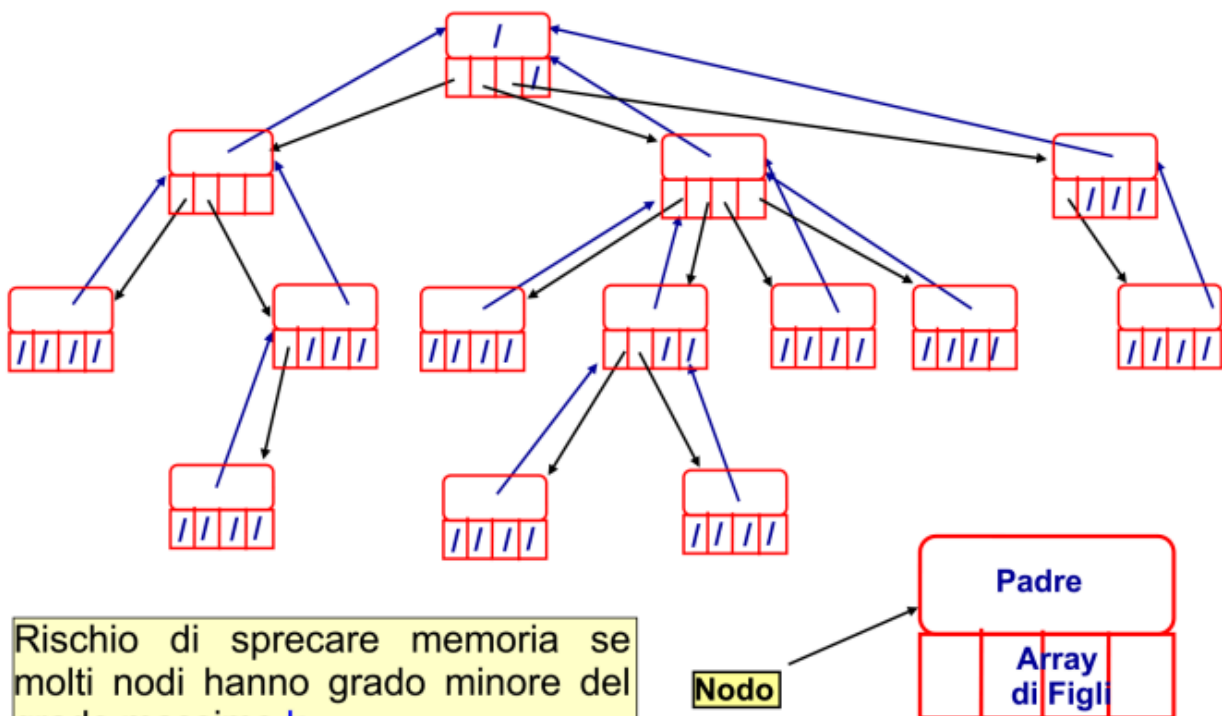 /
/
/ / /
/ / / /
/ / /
/ / / /
/ /
/ / / /
/ / / /
/ / / /
/ / / /
/ / / /
/ / / /
Rischio di sprecare memoria se
molti nodi hanno grado minore del
Nodo
Padre
Array
di Figli